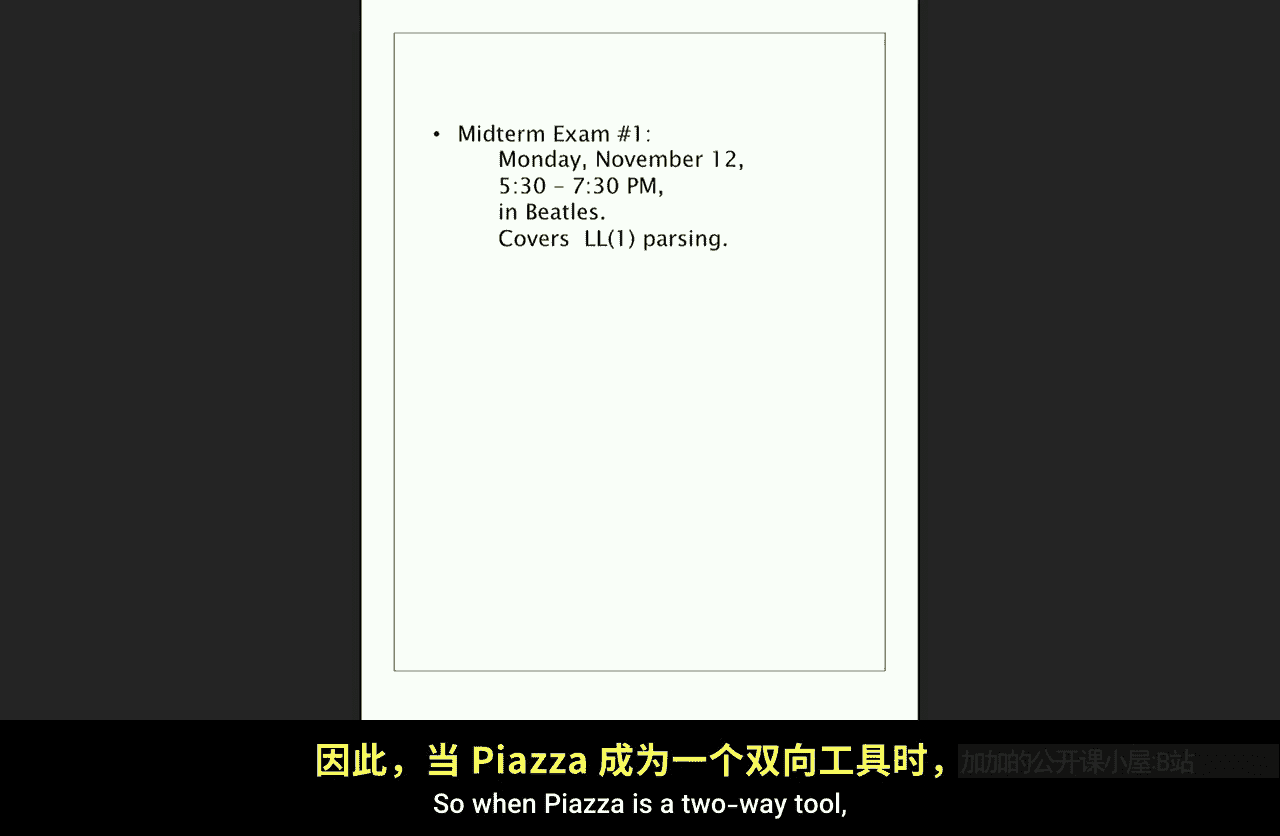 • Midterm Exam #1:
Monday, November 12,
5:30 – 7:30 PM,
in Beatles.
Covers LL(1) parsing.
因此，当 Piazza 成为一个双向工具时，
加加的公开课小屋:B站
So when Piazza is a two-way tool,